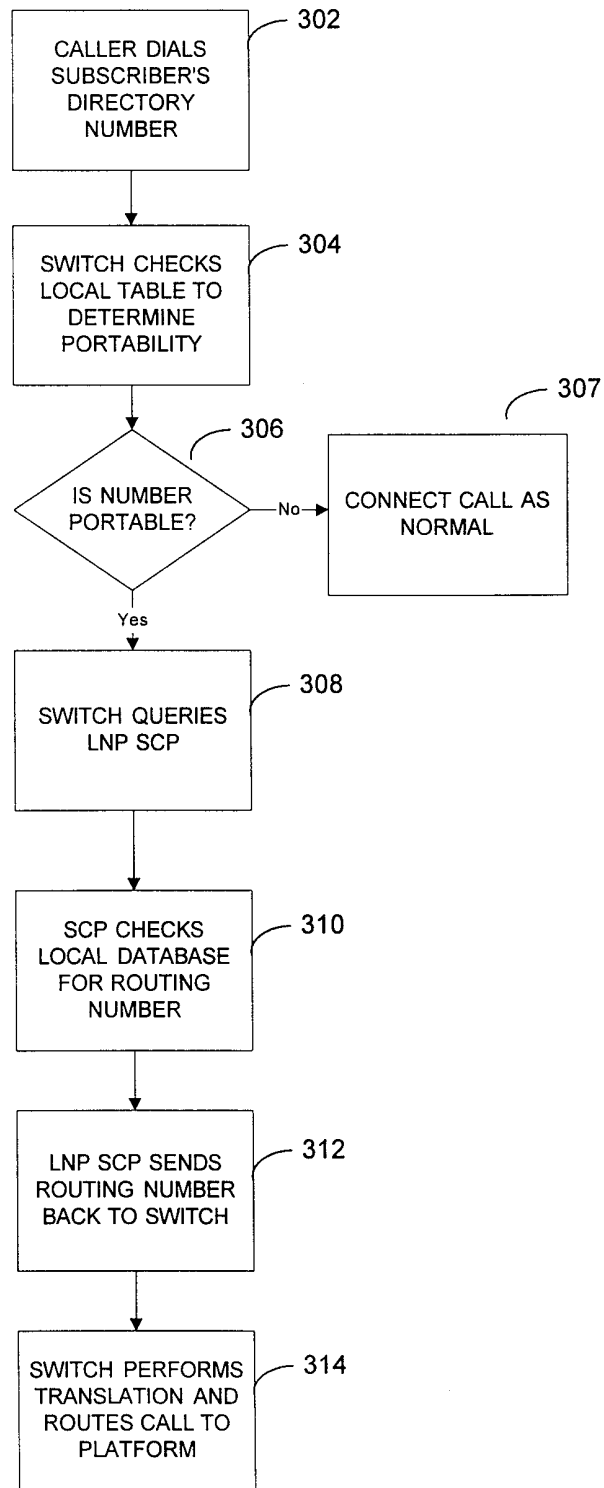 302
CALLER DIALS
SUBSCRIBER'S
DIRECTORY
NUMBER
304
SWITCH CHECKS
LOCAL TABLE TO
DETERMINE
PORTABILITY
306
IS NUMBER
PORTABLE?
No
307
CONNECT CALL AS
NORMAL
Yes
308
SWITCH QUERIES
LNP SCP
310
SCP CHECKS
LOCAL DATABASE
FOR ROUTING
NUMBER
312
LNP SCP SENDS
ROUTING NUMBER
BACK TO SWITCH
314
SWITCH PERFORMS
TRANSLATION AND
ROUTES CALL TO
PLATFORM